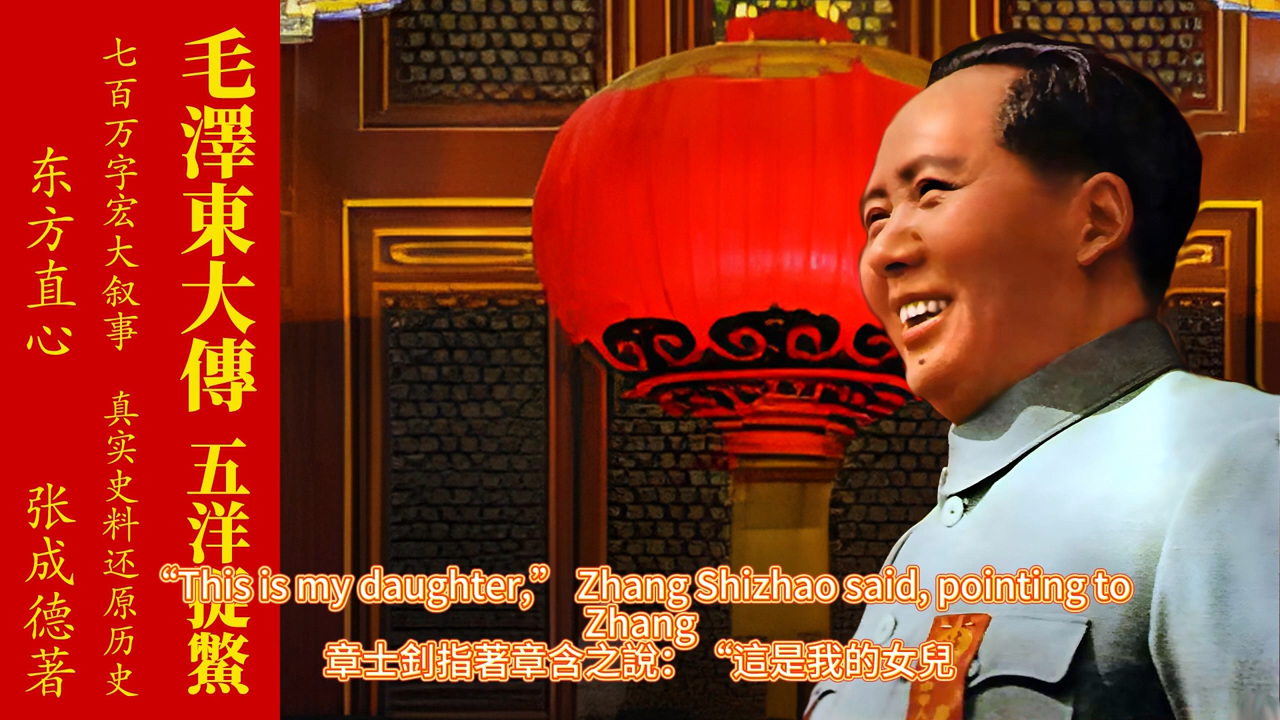 毛澤東大傳 五洋捉鱉
七百万字宏大叙事 真实史料还原历史
东方直心 张成德著
“This is my daughter,” Zhang Shizhao said, pointing to
Zhang
章士釗指著章含之說：“這是我的女兒